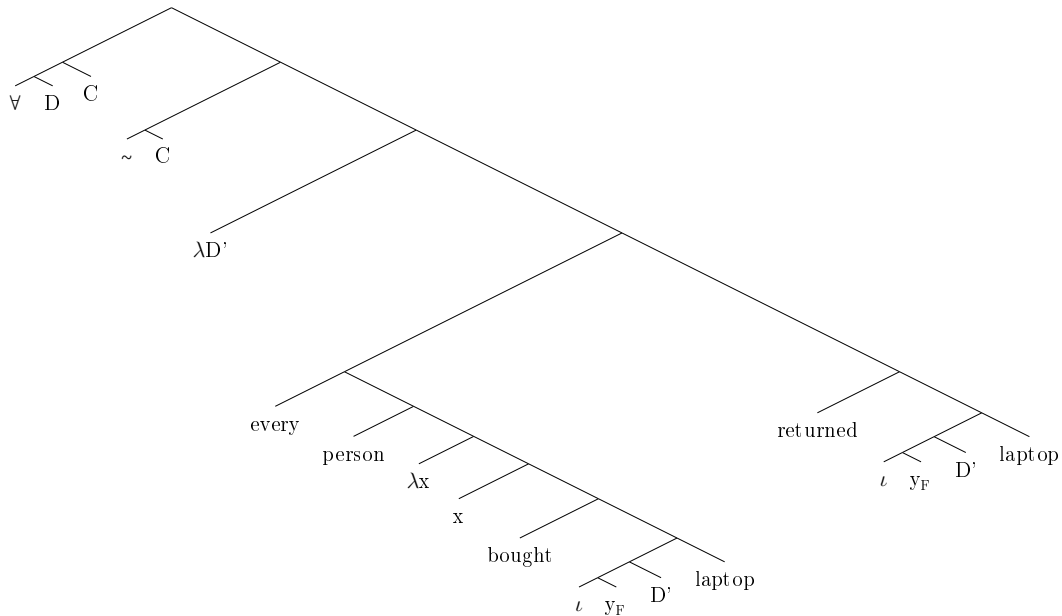 ∀ D C
~ C
λD'
every
person
λx
x
bought
ι y_F D' laptop
returned
ι y_F D' laptop